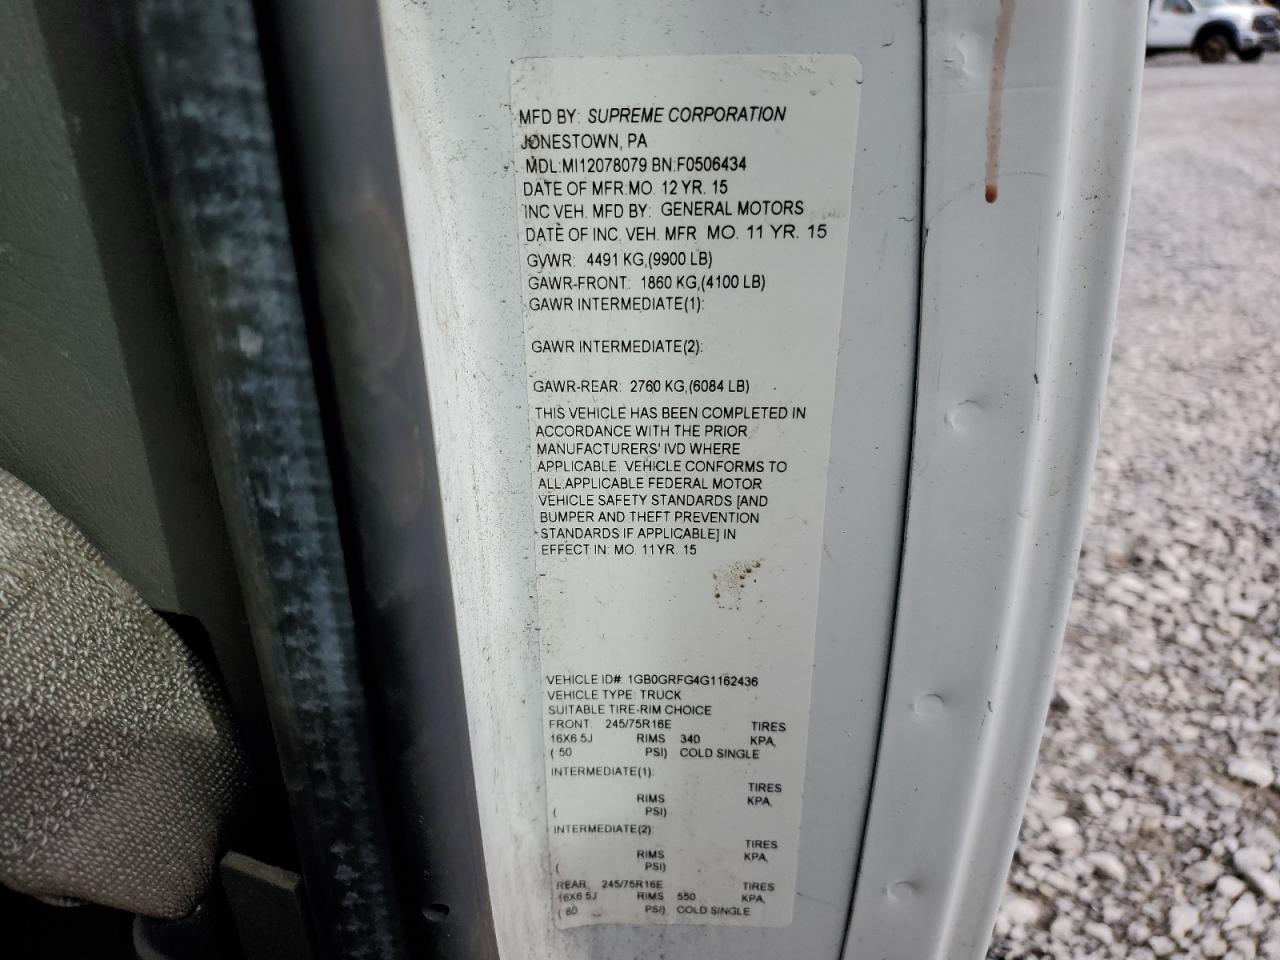 MFD BY: SUPREME CORPORATION
JONESTOWN, PA
MDL:MI12078079 BN:F0506434
DATE OF MFR:MO. 12 YR. 15
INC VEH. MFD BY: GENERAL MOTORS
DATE OF INC. VEH. MFR MO. 11 YR. 15
GVWR: 4491 KG,(9900 LB)
GAWR-FRONT: 1860 KG,(4100 LB)
GAWR INTERMEDIATE(1):
GAWR INTERMEDIATE(2):
GAWR-REAR: 2760 KG,(6084 LB)
THIS VEHICLE HAS BEEN COMPLETED IN
ACCORDANCE WITH THE PRIOR
MANUFACTURERS' IVD WHERE
APPLICABLE. VEHICLE CONFORMS TO
ALL APPLICABLE FEDERAL MOTOR
VEHICLE SAFETY STANDARDS [AND
BUMPER AND THEFT PREVENTION
STANDARDS IF APPLICABLE] IN
EFFECT IN: MO. 11 YR. 15
VEHICLE ID# 1GB0GRFG4G1162436
VEHICLE TYPE: TRUCK
SUITABLE TIRE-RIM CHOICE
FRONT: 245/75R16E TIRES
16X6.5J RIMS 340 KPA,
( 50 PSI) COLD SINGLE
INTERMEDIATE(1):
TIRES
RIMS KPA,
( PSI)
INTERMEDIATE(2):
TIRES
RIMS KPA,
( PSI)
REAR: 245/75R16E TIRES
16X6.5J RIMS 550 KPA,
( 80 PSI) COLD SINGLE